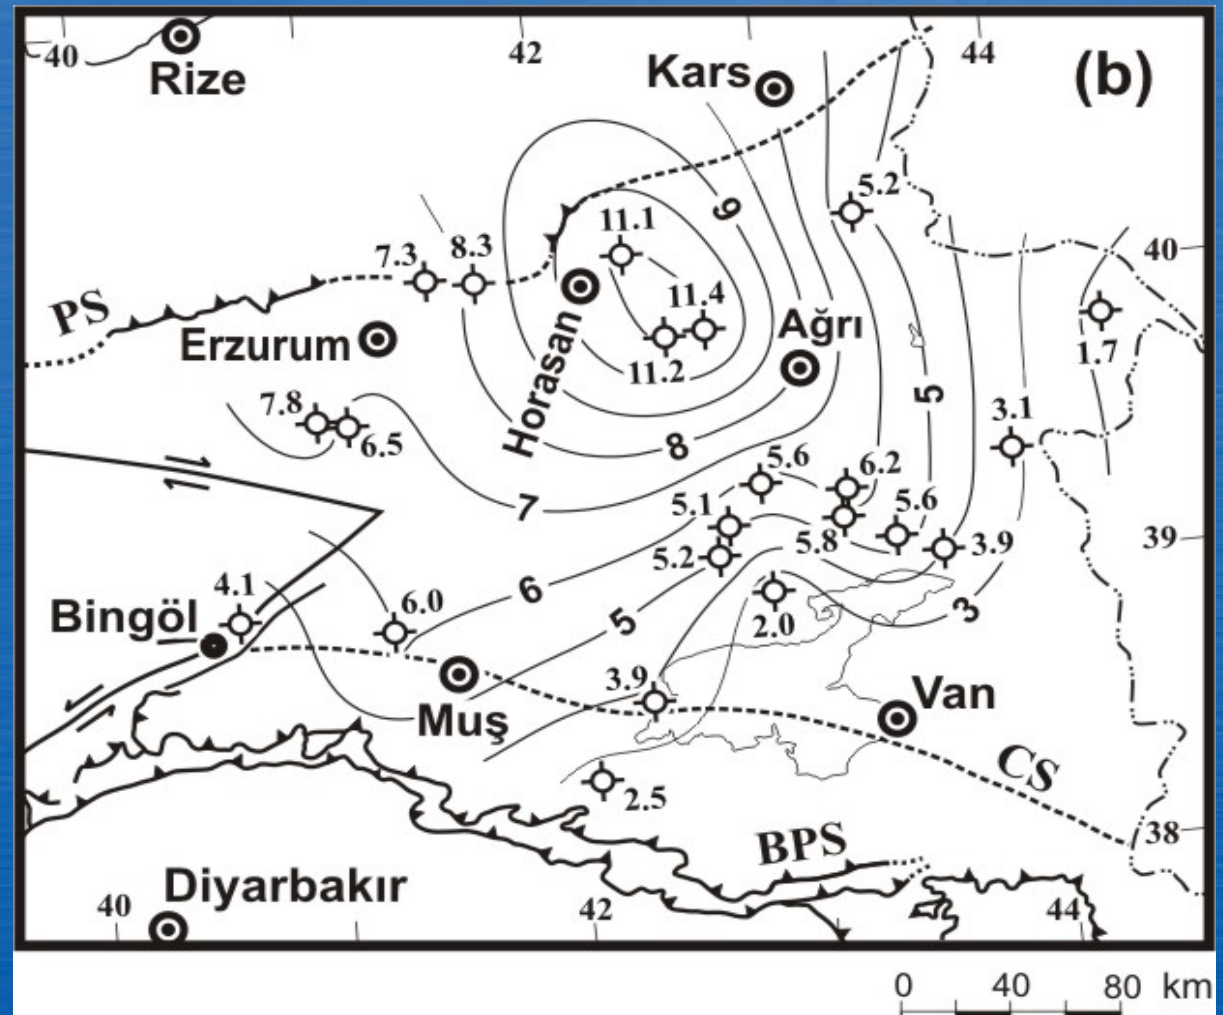 40
42
44
(b)
Rize
Kars
5.2
9
11.1
7.3
8.3
40
11.4
PS
Erzurum
Horasan
Ağrı
11.2
1.7
7.8
6.5
8
5
3.1
5.6
6.2
7
5.1
5.6
39
5.2
5.8
3.9
4.1
6
6.0
Bingöl
5
2.0
3
3.9
Van
Muş
CS
2.5
38
BPS
Diyarbakır
40
42
44
0 40 80 km